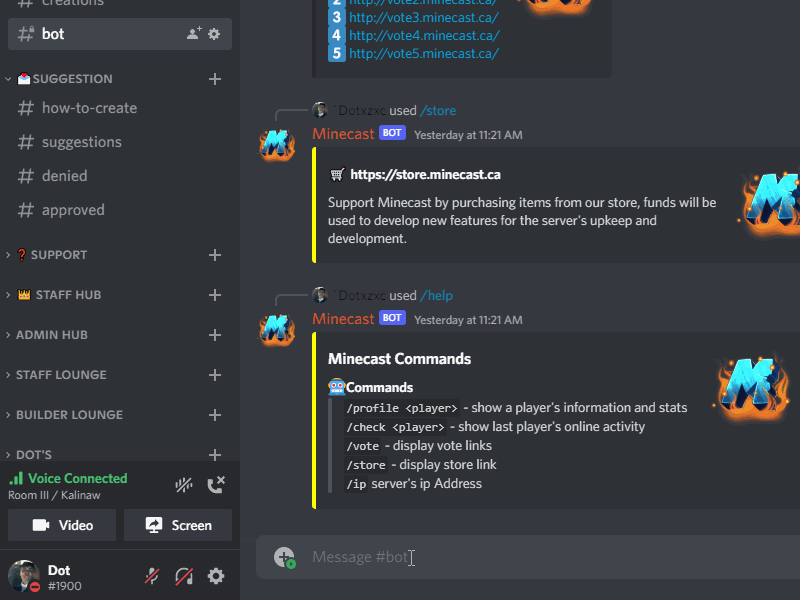 creations
bot
SUGGESTION
how-to-create
suggestions
denied
approved
SUPPORT
STAFF HUB
ADMIN HUB
STAFF LOUNGE
BUILDER LOUNGE
DOT'S
Voice Connected
Room III / Kalinaw
Video
Screen
Dot
#1900
2 http://vote2.minecast.ca/
3 http://vote3.minecast.ca/
4 http://vote4.minecast.ca/
5 http://vote5.minecast.ca/
`Dotxzxc used /store
Minecast BOT Yesterday at 11:21 AM
https://store.minecast.ca
Support Minecast by purchasing items from our store, funds will be
used to develop new features for the server's upkeep and
development.
`Dotxzxc used /help
Minecast BOT Yesterday at 11:21 AM
Minecast Commands
Commands
/profile <player> - show a player's information and stats
/check <player> - show last player's online activity
/vote - display vote links
/store - display store link
/ip server's ip Address
Message #bot